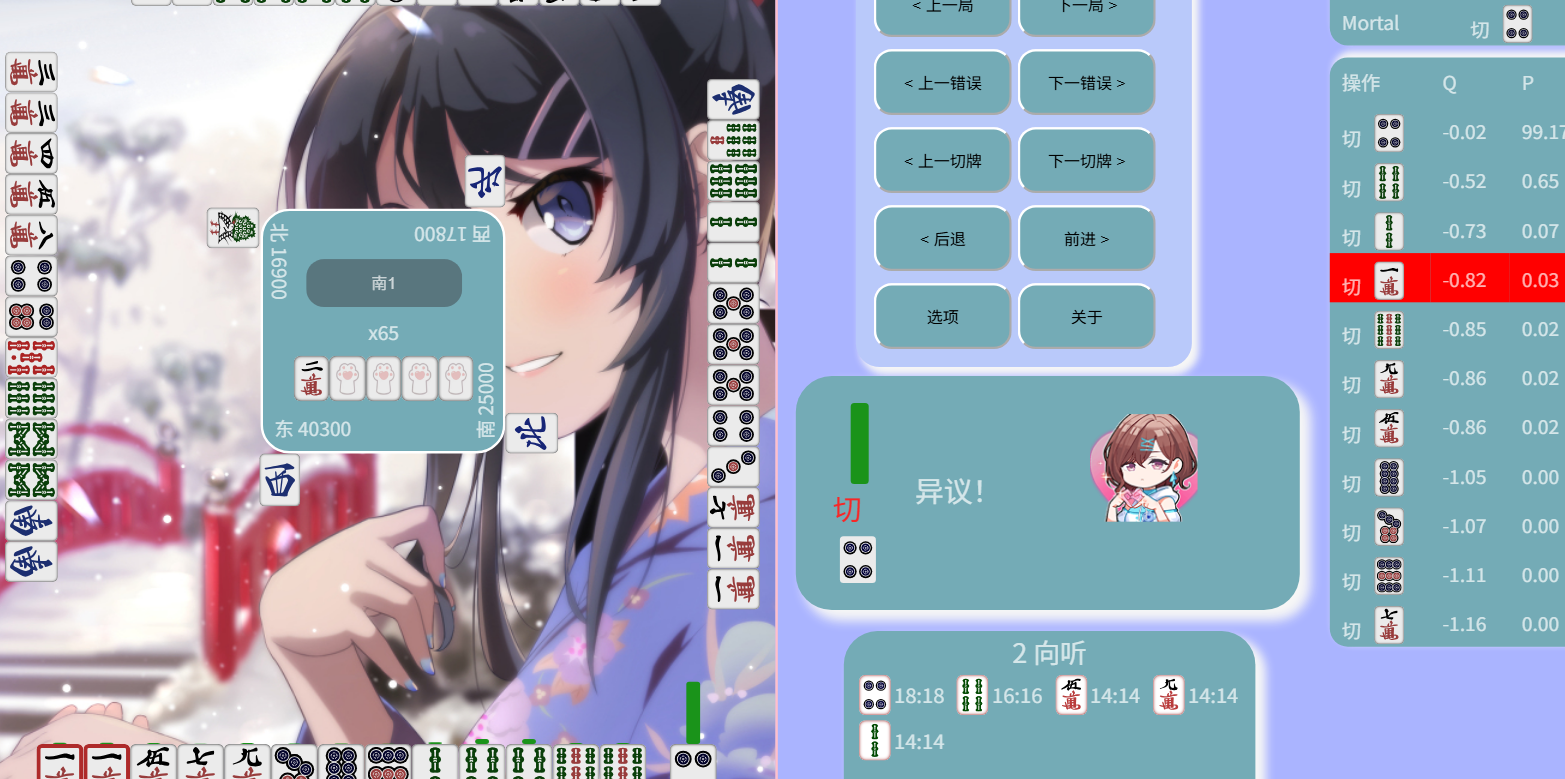 北 16900
西 17800
南1
x65
东 40300
南 25000
< 上一局
下一局 >
< 上一错误
下一错误 >
< 上一切牌
下一切牌 >
< 后退
前进 >
选项
关于
切
异议！
2 向听
18:18
16:16
14:14
14:14
14:14
Mortal 切
操作 Q P
切 -0.02 99.17
切 -0.52 0.65
切 -0.73 0.07
切 -0.82 0.03
切 -0.85 0.02
切 -0.86 0.02
切 -0.86 0.02
切 -1.05 0.00
切 -1.07 0.00
切 -1.11 0.00
切 -1.16 0.00